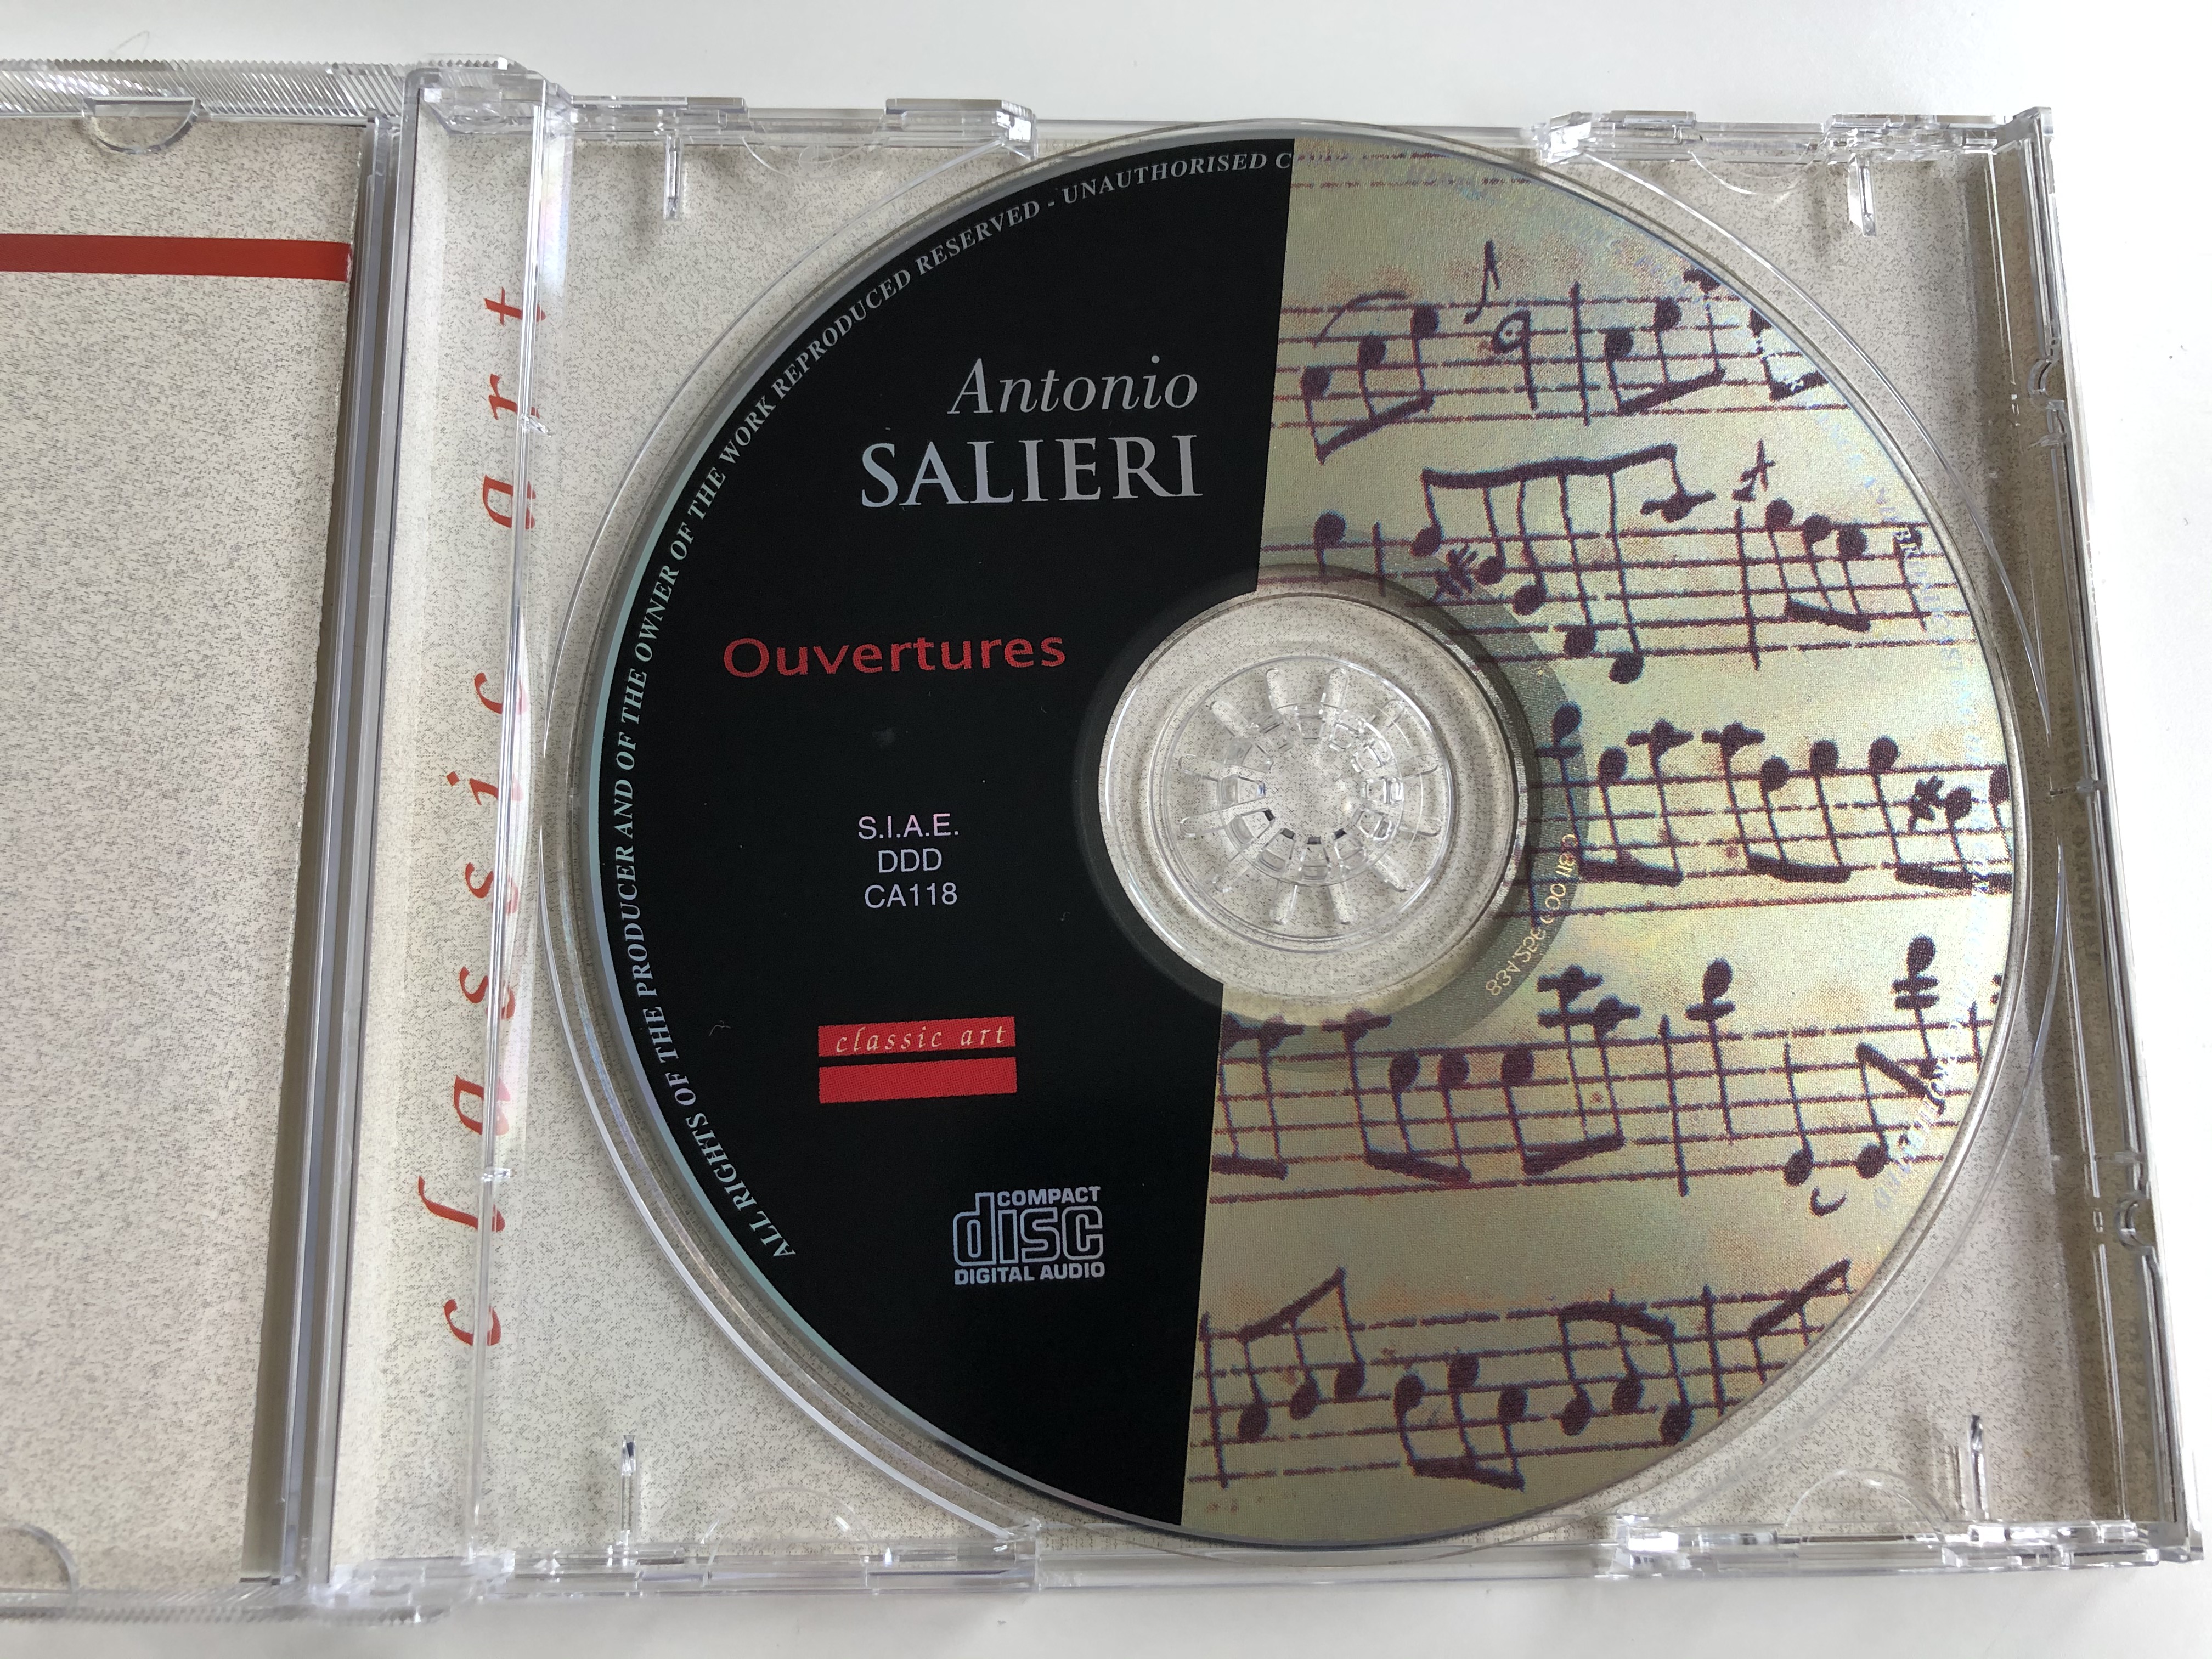 classic art
ALL RIGHTS OF THE PRODUCER AND OF THE OWNER OF THE WORK REPRODUCED RESERVED - UNAUTHORISED
Antonio
SALIERI
Ouvertures
S.I.A.E.
DDD
CA118
classic art
COMPACT
disc
DIGITAL AUDIO